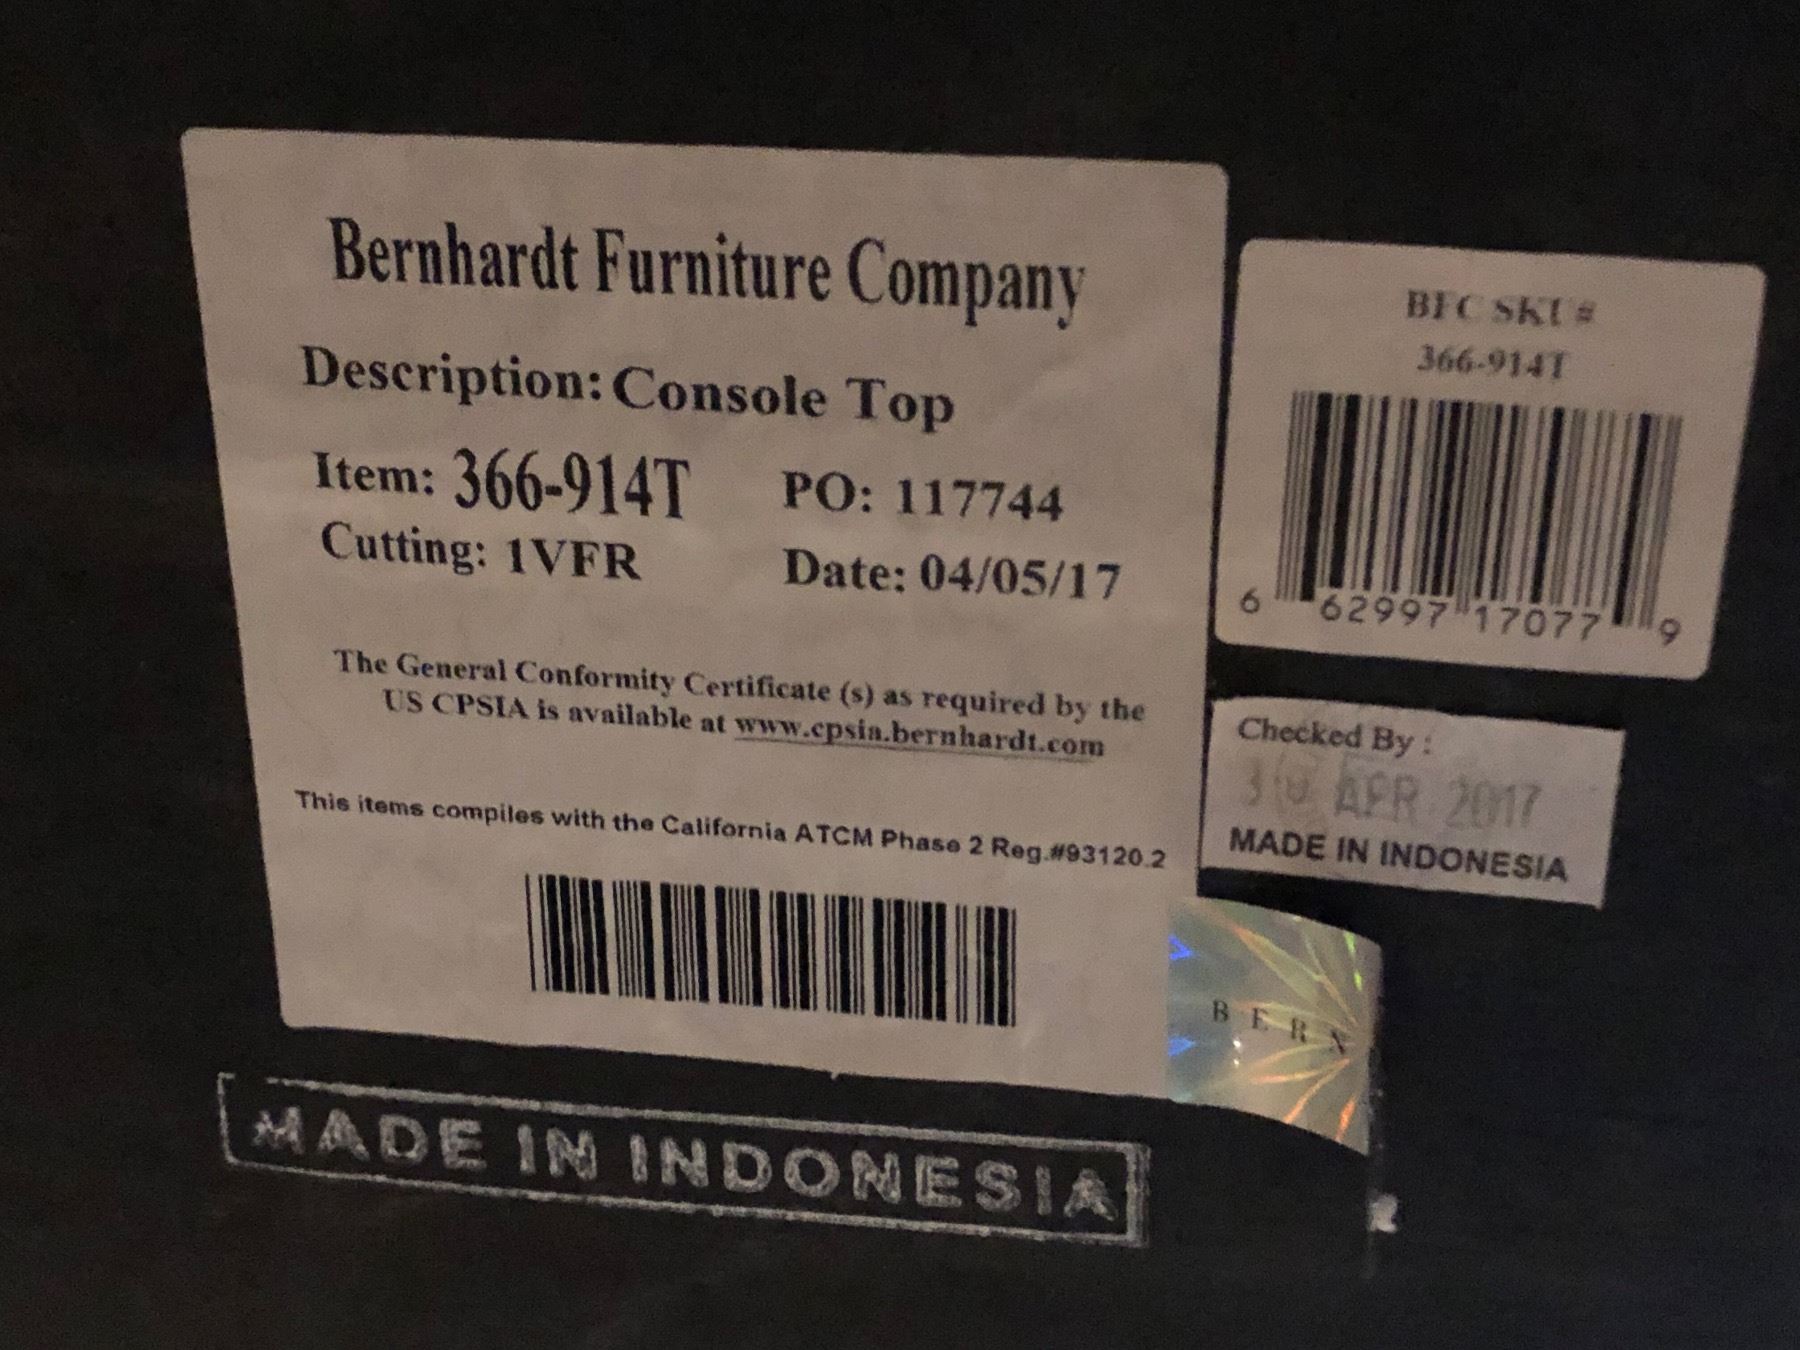 Bernhardt Furniture Company
Description: Console Top
Item: 366-914T PO: 117744
Cutting: 1VFR Date: 04/05/17
The General Conformity Certificate (s) as required by the
US CPSIA is available at www.cpsia.bernhardt.com
This items compiles with the California ATCM Phase 2 Reg.#93120.2
BFC SKU#
366-914T
6 62997 17077 9
Checked By :
APR 2017
MADE IN INDONESIA
BERN
MADE IN INDONESIA